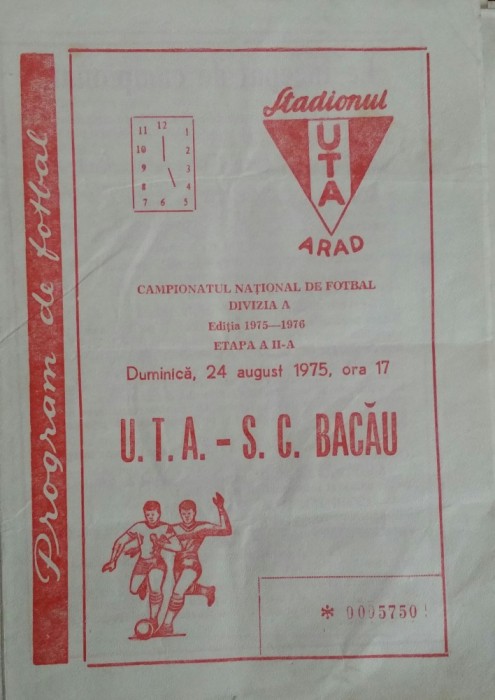 Program de fotbal
11 12 1
10 2
9 3
8 4
7 6 5
Stadionul
UTA
ARAD
CAMPIONATUL NAȚIONAL DE FOTBAL
DIVIZIA A
Ediția 1975—1976
ETAPA A II-A
Duminică, 24 august 1975, ora 17
U. T. A. - S. C. BACĂU
* 0005750